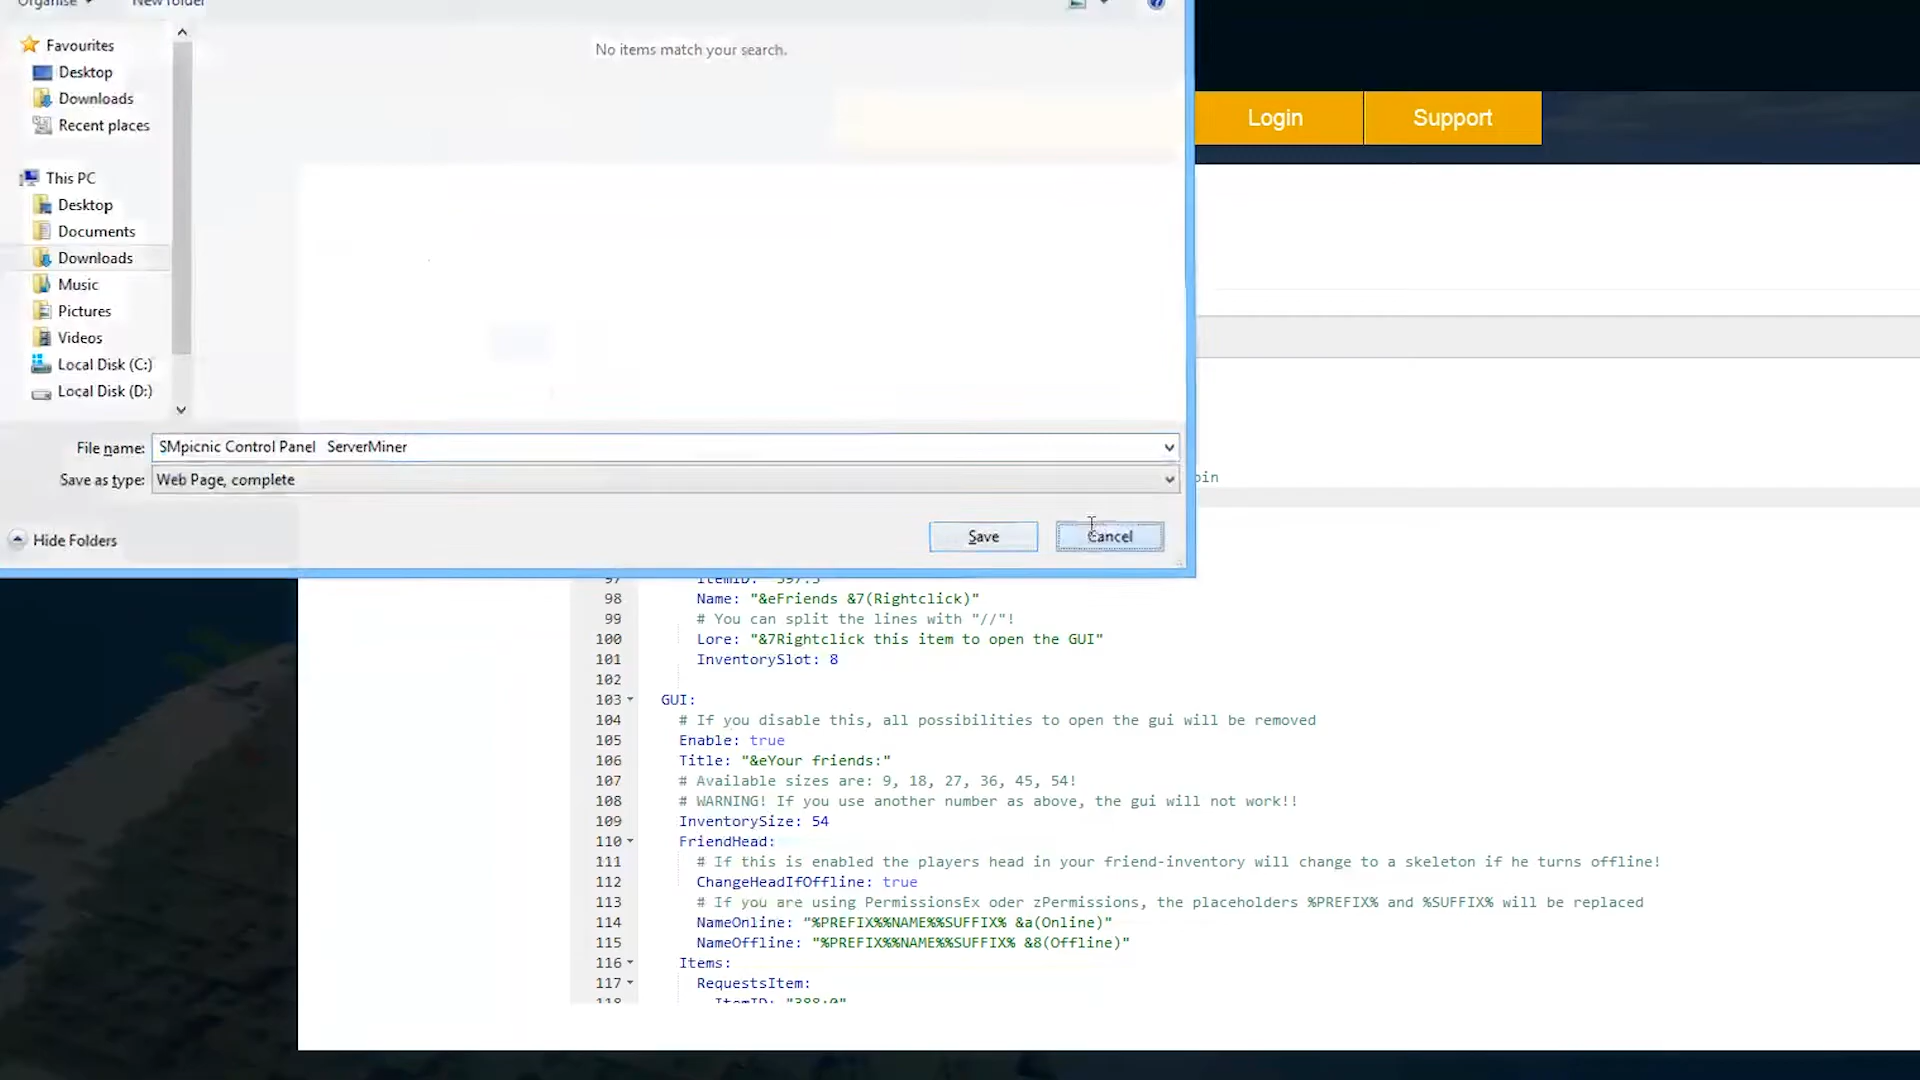 Organise
New folder
No items match your search.
Favourites
Desktop
Downloads
Recent places
This PC
Desktop
Documents
Downloads
Music
Pictures
Videos
Local Disk (C:)
Local Disk (D:)
File name: SMpicnic Control Panel   ServerMiner
Save as type: Web Page, complete
Hide Folders
Save
Cancel
Login
Support
oin
98 Name: "&eFriends &7(Rightclick)"
99 # You can split the lines with "//"!
100 Lore: "&7Rightclick this item to open the GUI"
101 InventorySlot: 8
102
103 GUI:
104 # If you disable this, all possibilities to open the gui will be removed
105 Enable: true
106 Title: "&eYour friends:"
107 # Available sizes are: 9, 18, 27, 36, 45, 54!
108 # WARNING! If you use another number as above, the gui will not work!!
109 InventorySize: 54
110 FriendHead:
111 # If this is enabled the players head in your friend-inventory will change to a skeleton if he turns offline!
112 ChangeHeadIfOffline: true
113 # If you are using PermissionsEx oder zPermissions, the placeholders %PREFIX% and %SUFFIX% will be replaced
114 NameOnline: "%PREFIX%%NAME%%SUFFIX% &a(Online)"
115 NameOffline: "%PREFIX%%NAME%%SUFFIX% &8(Offline)"
116 Items:
117 RequestsItem: